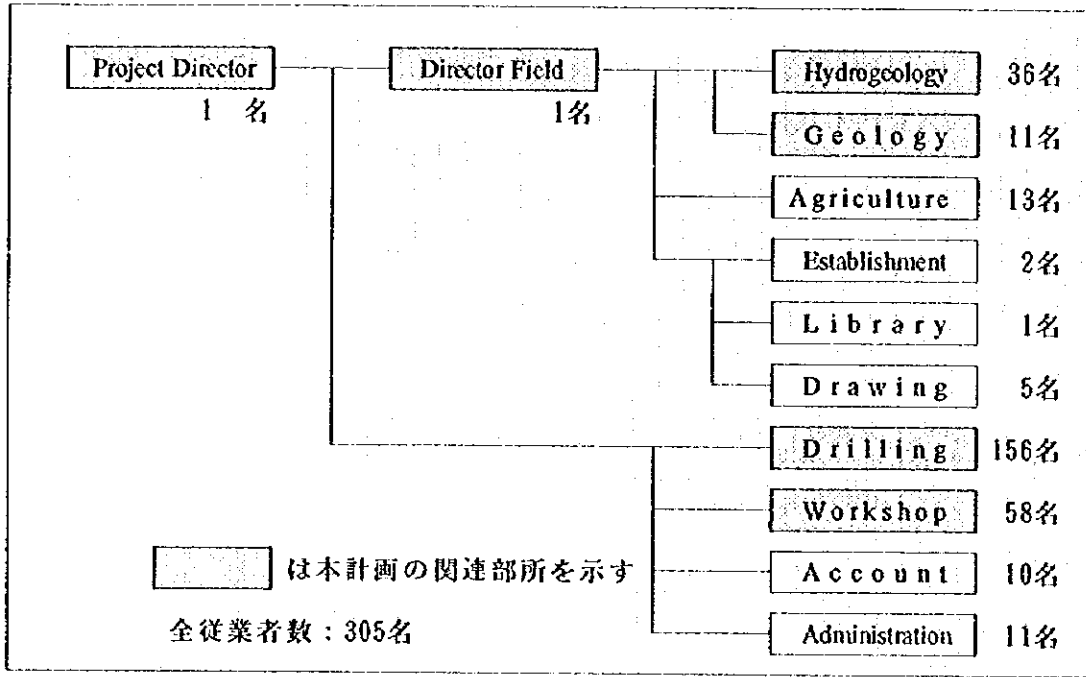 Project Director
1 名
Director Field
1名
Hydrogeology 36名
Geology 11名
Agriculture 13名
Establishment 2名
Library 1名
Drawing 5名
Drilling 156名
Workshop 58名
Account 10名
Administration 11名
は本計画の関連部所を示す
全従業者数：305名